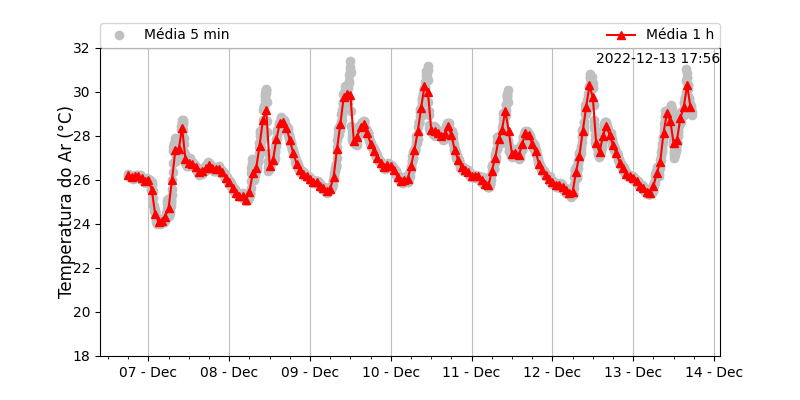 Média 5 min
Média 1 h
2022-12-13 17:56
Temperatura do Ar (°C)
32
30
28
26
24
22
20
18
07 - Dec
08 - Dec
09 - Dec
10 - Dec
11 - Dec
12 - Dec
13 - Dec
14 - Dec